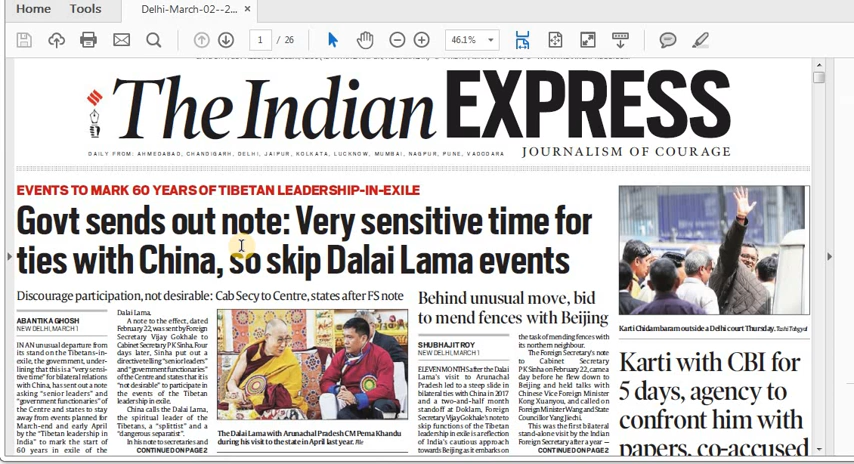 Home Tools Delhi-March-02--2... ×
1 / 26 46.1%
The Indian EXPRESS
DAILY FROM: AHMEDABAD, CHANDIGARH, DELHI, JAIPUR, KOLKATA, LUCKNOW, MUMBAI, NAGPUR, PUNE, VADODARA
JOURNALISM OF COURAGE
EVENTS TO MARK 60 YEARS OF TIBETAN LEADERSHIP-IN-EXILE
Govt sends out note: Very sensitive time for
ties with China, so skip Dalai Lama events
Discourage participation, not desirable: Cab Secy to Centre, states after FS note
ABANTIKA GHOSH
NEW DELHI, MARCH 1
IN AN unusual departure from
its stand on the Tibetans-in-
exile, the government, under-
lining that this is a "very sensi-
tive time" for bilateral relations
with China, has sent out a note
asking "senior leaders" and
"government functionaries" of
the Centre and states to stay
away from events planned for
March-end and early April
by the "Tibetan leadership in
India" to mark the start of
60 years in exile of the
Dalai Lama.
A note to the effect, dated
February 22, was sent by Foreign
Secretary Vijay Gokhale to
Cabinet Secretary P K Sinha. Four
days later, Sinha put out a
directive telling "senior leaders"
and "government functionaries"
of the Centre and states that it is
"not desirable" to participate in
the events of the Tibetan
leadership in exile.
China calls the Dalai Lama,
the spiritual leader of the
Tibetans, a "splittist" and a
"dangerous separatist".
In his note to secretaries and
CONTINUED ON PAGE 2
The Dalai Lama with Arunachal Pradesh CM Pema Khandu
during his visit to the state in April last year. File
Behind unusual move, bid
to mend fences with Beijing
SHUBHAJIT ROY
NEW DELHI, MARCH 1
ELEVEN MONTHS after the Dalai
Lama's visit to Arunachal
Pradesh led to a steep slide in
bilateral ties with China in 2017
and a two-and-half month
standoff at Doklam, Foreign
Secretary Vijay Gokhale's note to
skip functions of the Tibetan
leadership in exile is a reflection
of India's cautious approach
towards Beijing as it embarks on
the task of mending fences with
its northern neighbour.
The Foreign Secretary's note
to Cabinet Secretary
P K Sinha on February 22, came a
day before he flew down to
Beijing and held talks with
Chinese Vice Foreign Minister
Kong Xuanyou, and called on
Foreign Minister Wang and State
Councillor Yang Jiechi.
This was the first bilateral
stand-alone visit by the Indian
Foreign Secretary after a year —
CONTINUED ON PAGE 2
Karti Chidambaram outside a Delhi court Thursday. Tashi Tobgyal
Karti with CBI for
5 days, agency to
confront him with
papers, co-accused